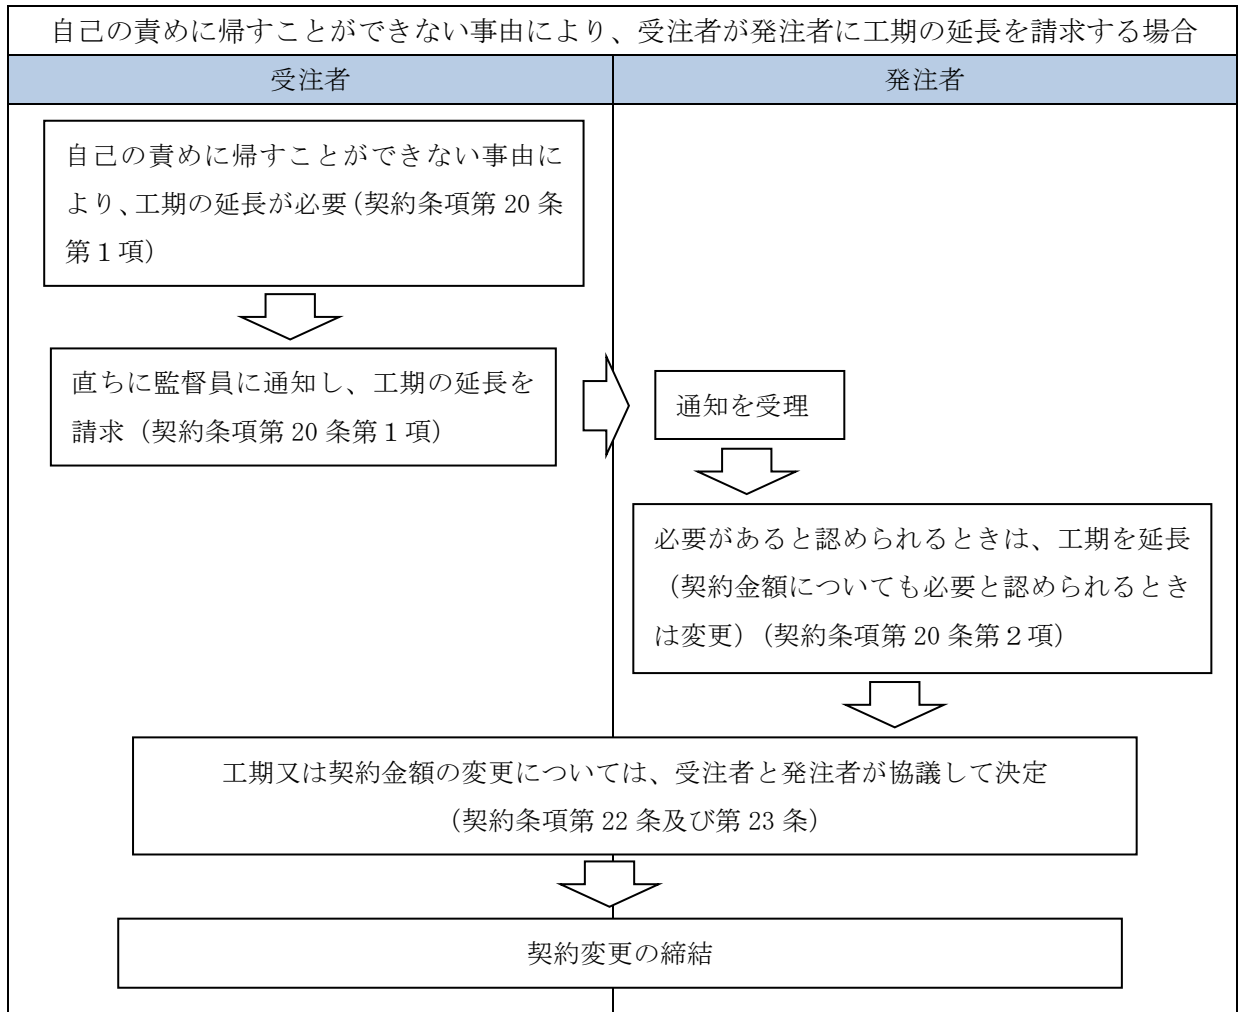 自己の責めに帰すことができない事由により、受注者が発注者に工期の延長を請求する場合
受注者
発注者
自己の責めに帰すことができない事由に
より、工期の延長が必要(契約条項第 20 条
第１項)
直ちに監督員に通知し、工期の延長を
請求（契約条項第 20 条第１項）
通知を受理
必要があると認められるときは、工期を延長
（契約金額についても必要と認められるとき
は変更）（契約条項第 20 条第２項）
工期又は契約金額の変更については、受注者と発注者が協議して決定
（契約条項第 22 条及び第 23 条）
契約変更の締結